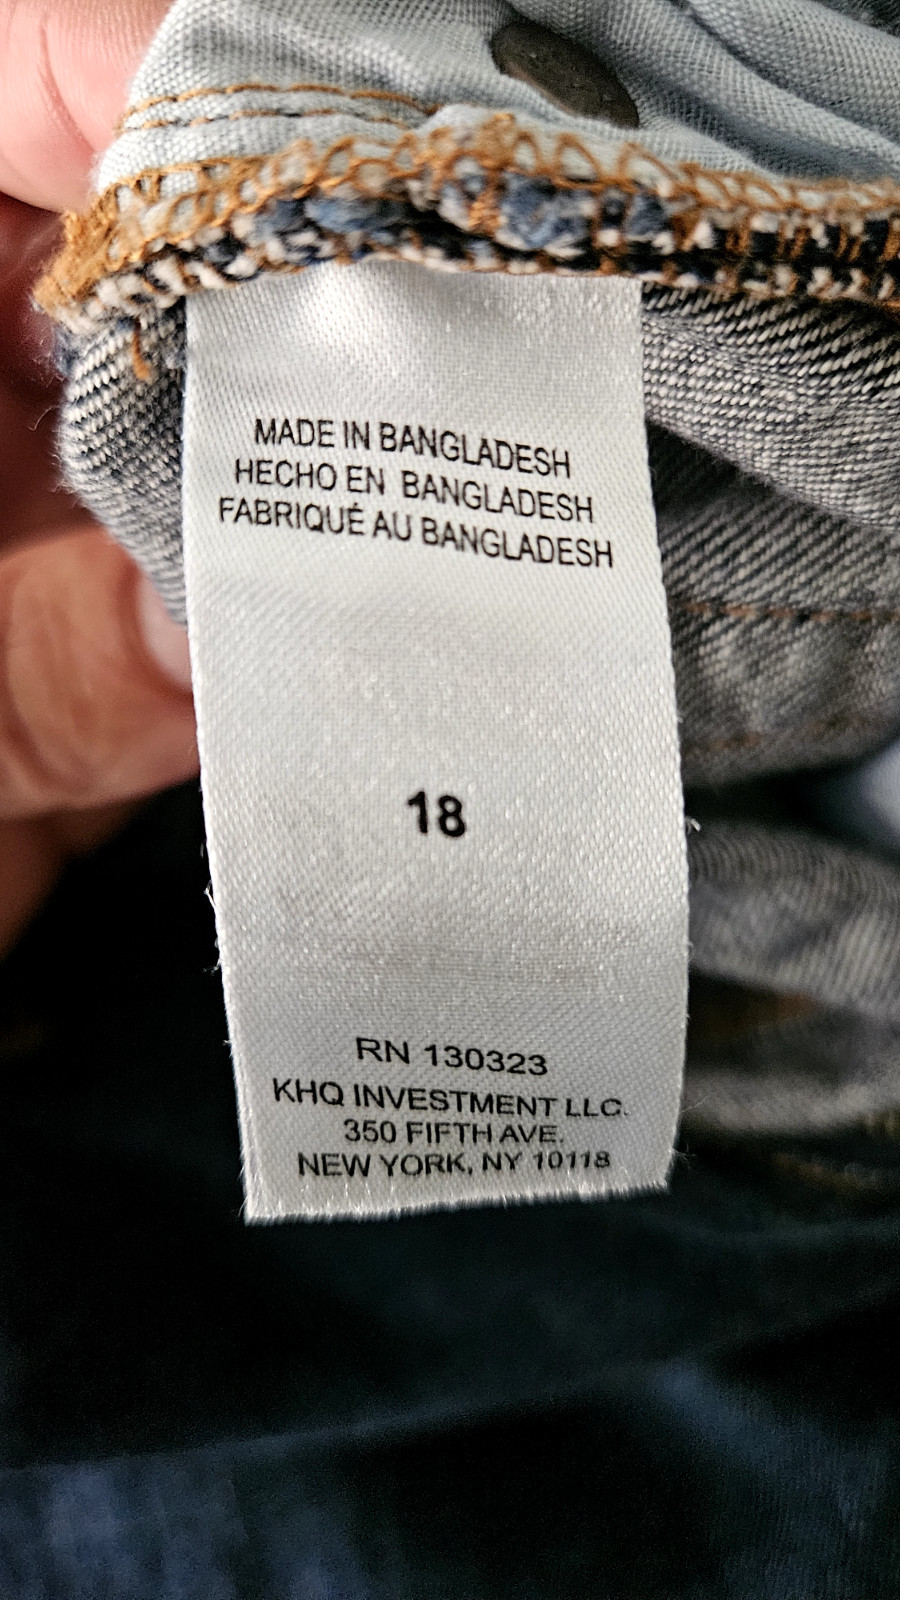 MADE IN BANGLADESH
HECHO EN BANGLADESH
FABRIQUÉ AU BANGLADESH
18
RN 130323
KHQ INVESTMENT LLC.
350 FIFTH AVE.
NEW YORK, NY 10118